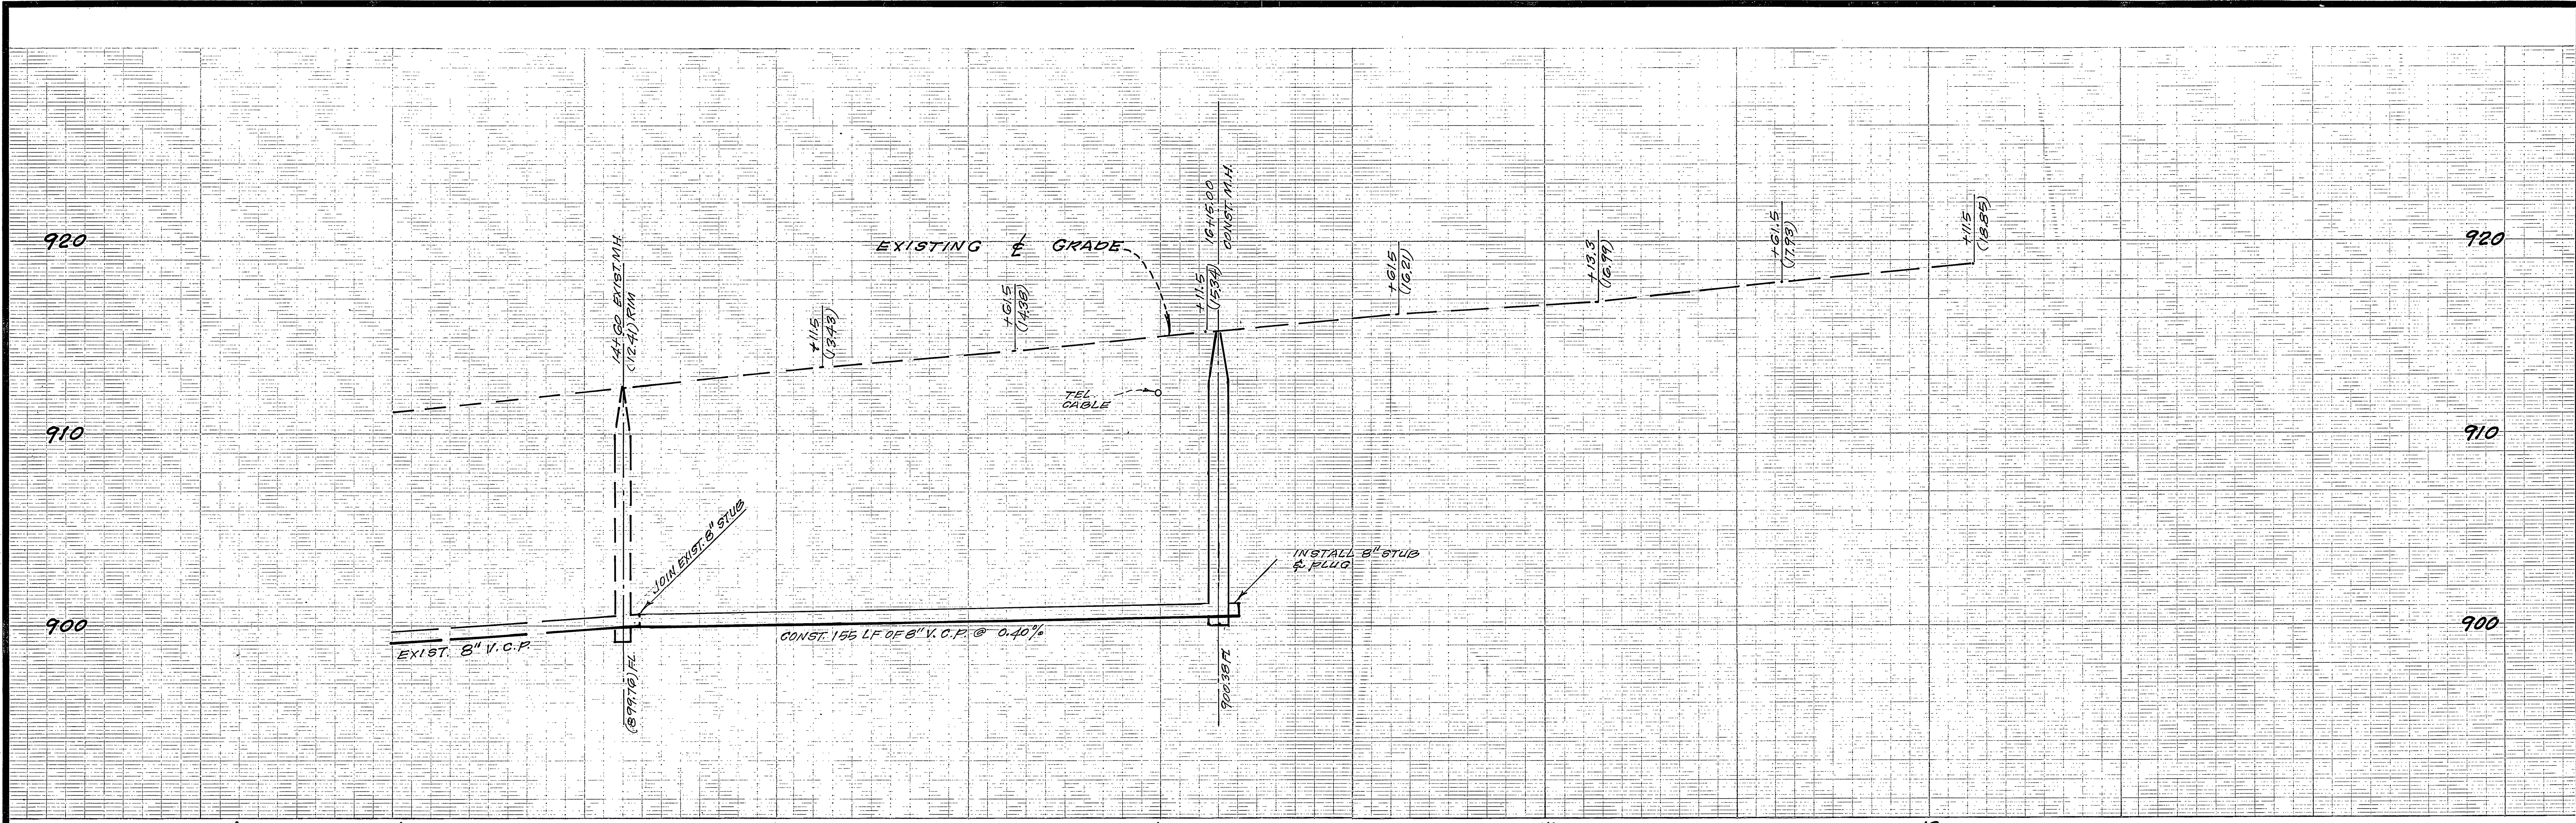 920
910
900
14+60 EXIST. M.H.
(12.41) RIM
+11.5
(13.43)
EXISTING ℄ GRADE
+61.5
(14.38)
+11.5
(15.34)
16+15.00
CONST. M.H.
+61.5
(16.21)
+13.3
(16.99)
+61.5
(17.93)
+11.5
(18.85)
920
910
900
TEL.
CABLE
JOIN EXIST. 8" STUB
INSTALL 8" STUB
& PLUG
CONST. 155 LF OF 8" V.C.P. @ 0.40%
EXIST. 8" V.C.P.
(899.76) FL
900.38 FL